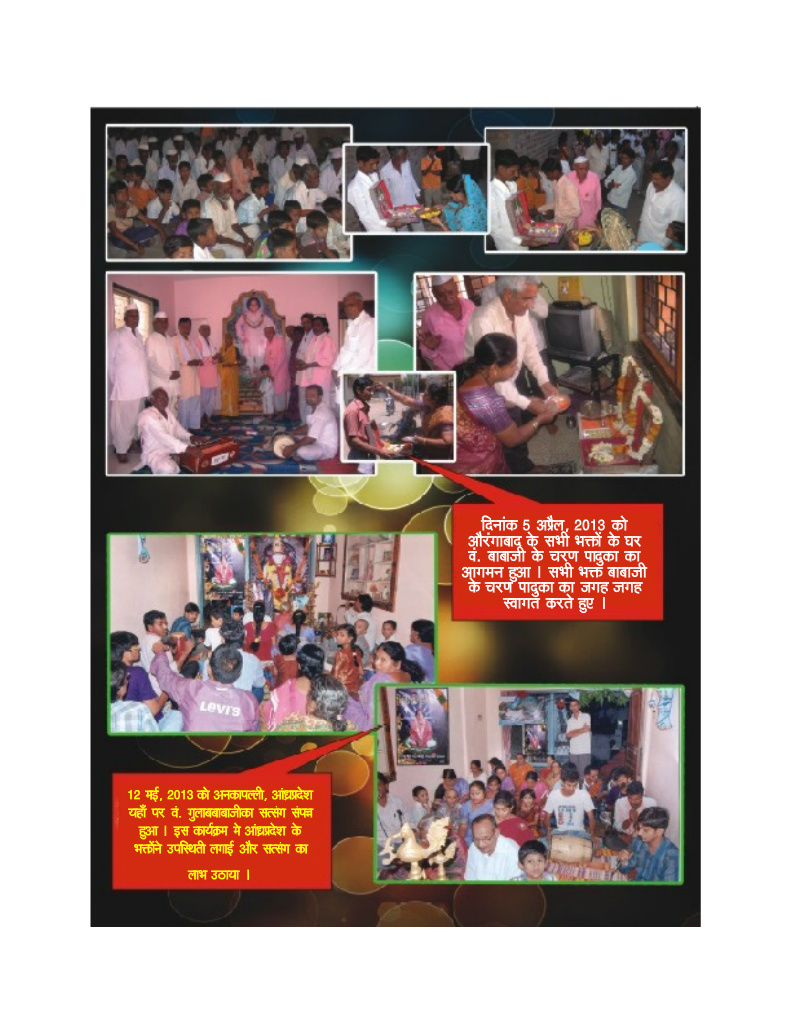 दिनांक 5 अप्रैल, 2013 को
औरंगाबाद् के सभी भक्तों के घर
वं. बाबाजी के चरण पादुका का
आगमन हुआ । सभी भक्त बाबाजी
के चरण पादुका का जगह जगह
स्वागत करते हुए ।
Levi's
12 मई, 2013 को अनकापल्ली, आंध्रप्रदेश
यहाँ पर वं. गुलाबबाबाजीका सत्संग संपन्न
हुआ । इस कार्यक्रम मे आंध्रप्रदेश के
भक्तोंने उपस्थिती लगाई और सत्संग का
लाभ उठाया ।